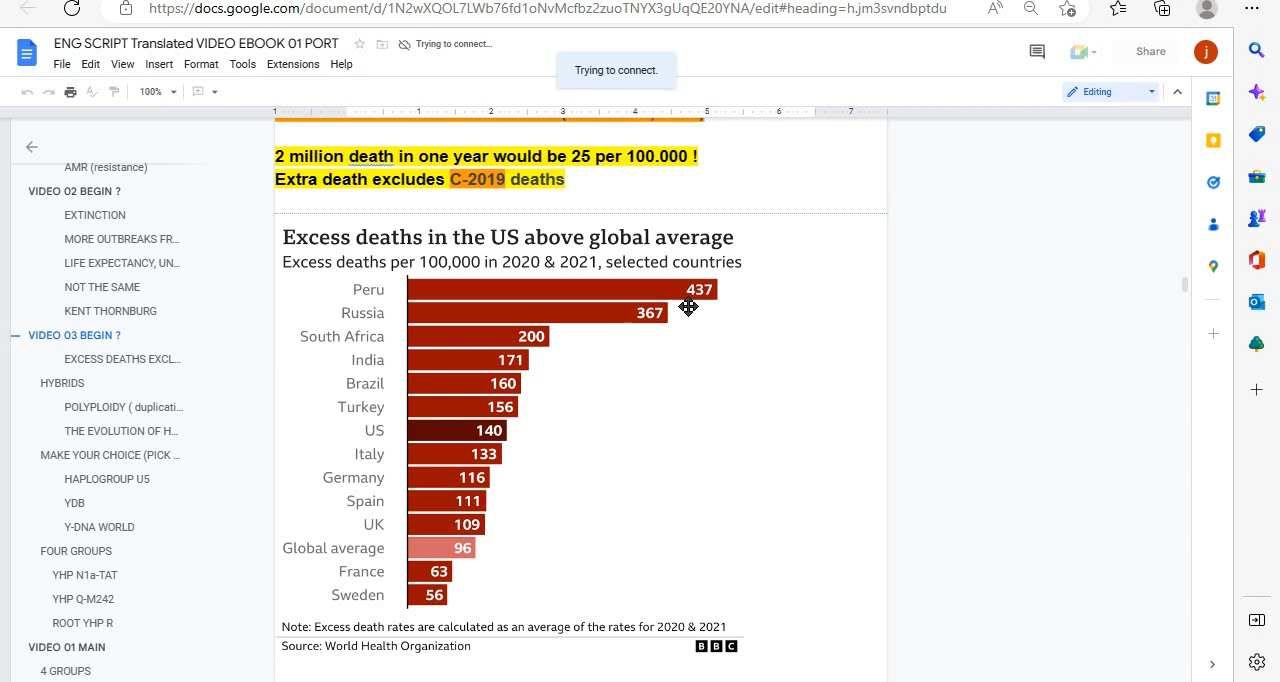 https://docs.google.com/document/d/1N2wXQOL7LWb76fd1oNvMcfbz2zuoTNYX3gUqQE20YNA/edit#heading=h.jm3svndbptdu
ENG SCRIPT Translated VIDEO EBOOK 01 PORT
Trying to connect...
File Edit View Insert Format Tools Extensions Help
Trying to connect.
Share
j
100%
Editing
1 1 2 3 4 5 6 7
AMR (resistance)
VIDEO 02 BEGIN ?
EXTINCTION
MORE OUTBREAKS FR...
LIFE EXPECTANCY, UN...
NOT THE SAME
KENT THORNBURG
VIDEO 03 BEGIN ?
EXCESS DEATHS EXCL...
HYBRIDS
POLYPLOIDY ( duplicati...
THE EVOLUTION OF H...
MAKE YOUR CHOICE (PICK ...
HAPLOGROUP U5
YDB
Y-DNA WORLD
FOUR GROUPS
YHP N1a-TAT
YHP Q-M242
ROOT YHP R
VIDEO 01 MAIN
4 GROUPS
2 million death in one year would be 25 per 100.000 !
Extra death excludes C-2019 deaths
Excess deaths in the US above global average
Excess deaths per 100,000 in 2020 & 2021, selected countries
Peru 437
Russia 367
South Africa 200
India 171
Brazil 160
Turkey 156
US 140
Italy 133
Germany 116
Spain 111
UK 109
Global average 96
France 63
Sweden 56
Note: Excess death rates are calculated as an average of the rates for 2020 & 2021
Source: World Health Organization
BBC